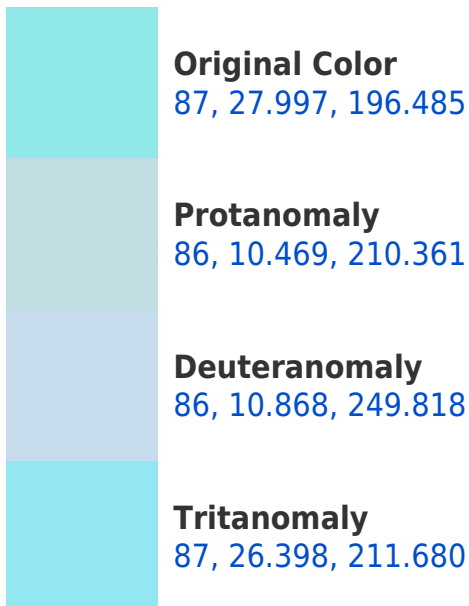 Original Color
87, 27.997, 196.485
Protanomaly
86, 10.469, 210.361
Deuteranomaly
86, 10.868, 249.818
Tritanomaly
87, 26.398, 211.680